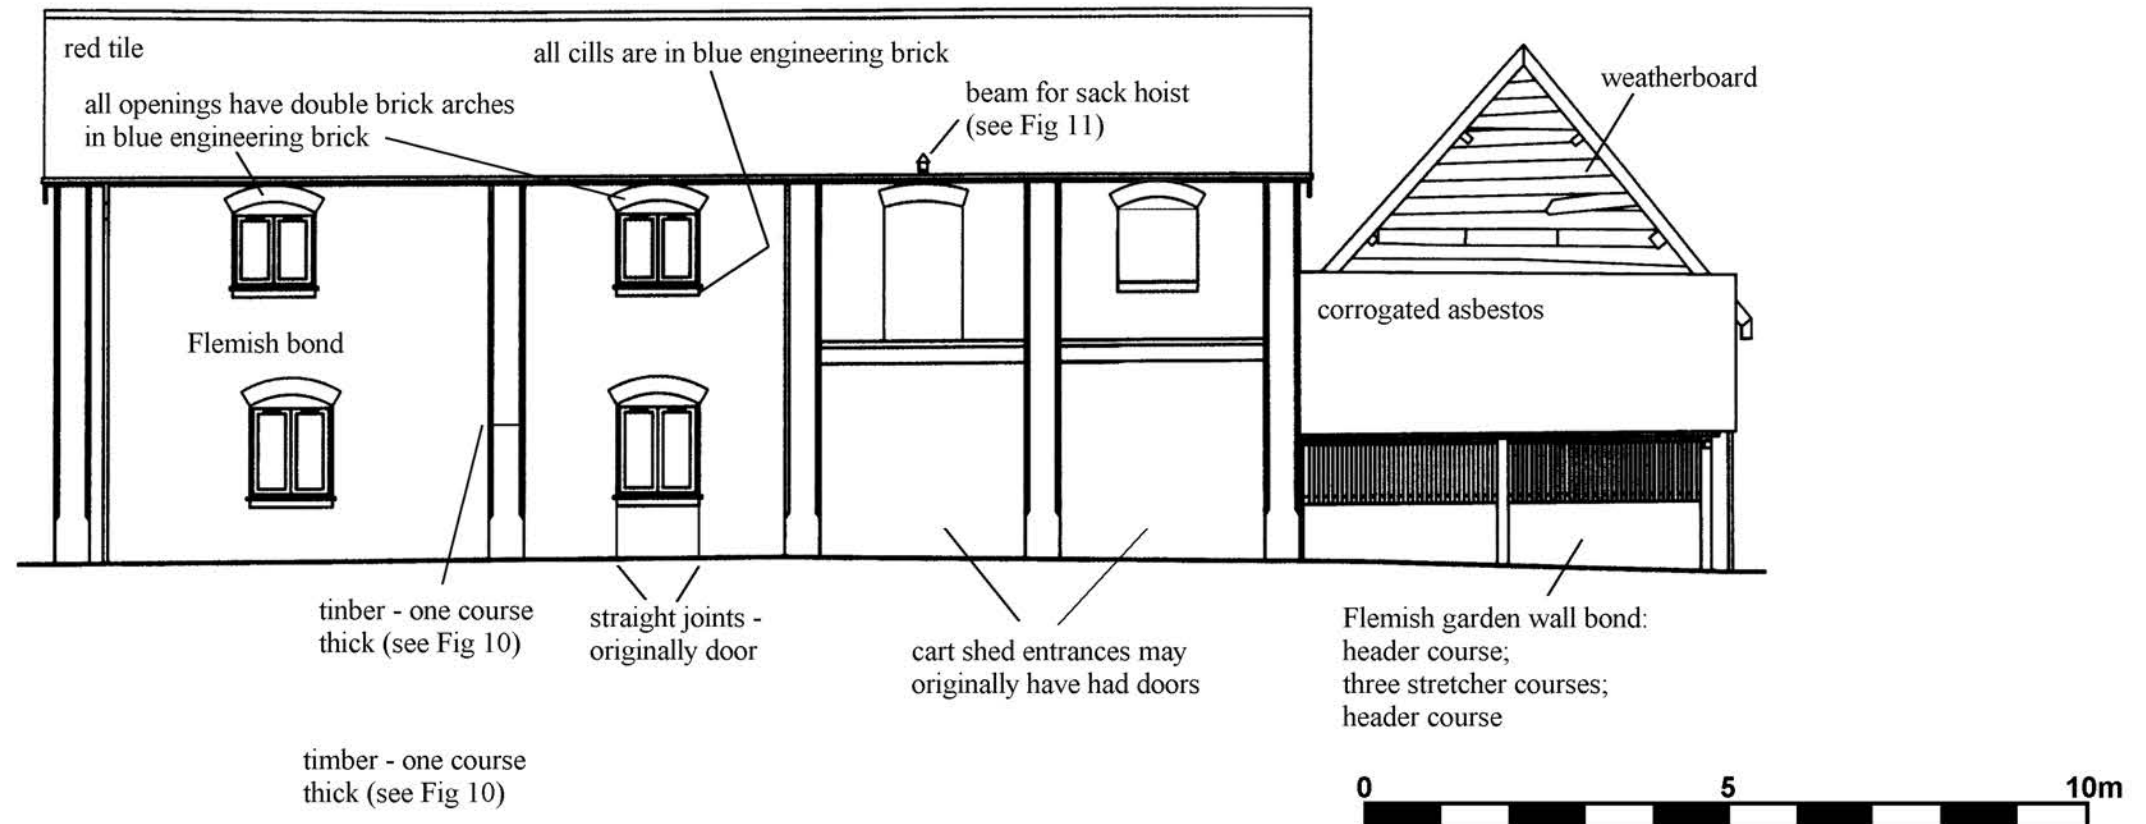 red tile
all cills are in blue engineering brick
all openings have double brick arches
in blue engineering brick
beam for sack hoist
(see Fig 11)
weatherboard
Flemish bond
corrogated asbestos
tinber - one course
thick (see Fig 10)
straight joints -
originally door
cart shed entrances may
originally have had doors
Flemish garden wall bond:
header course;
three stretcher courses;
header course
timber - one course
thick (see Fig 10)
0 5 10m